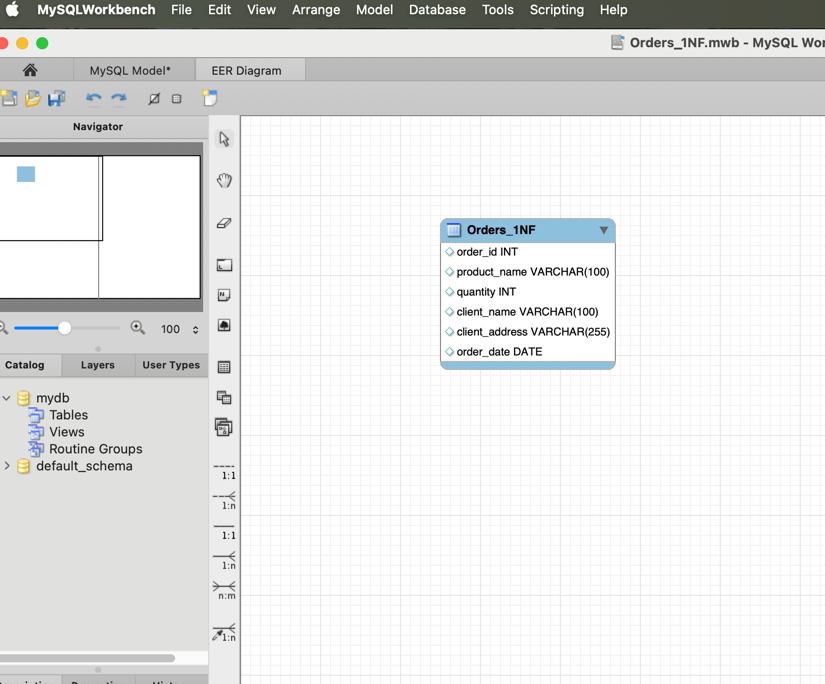 MySQLWorkbench File Edit View Arrange Model Database Tools Scripting Help
Orders_1NF.mwb - MySQL Wor
MySQL Model* EER Diagram
Navigator
100
Catalog Layers User Types
mydb
Tables
Views
Routine Groups
default_schema
1:1
1:n
1:1
1:n
n:m
1:n
Orders_1NF
order_id INT
product_name VARCHAR(100)
quantity INT
client_name VARCHAR(100)
client_address VARCHAR(255)
order_date DATE